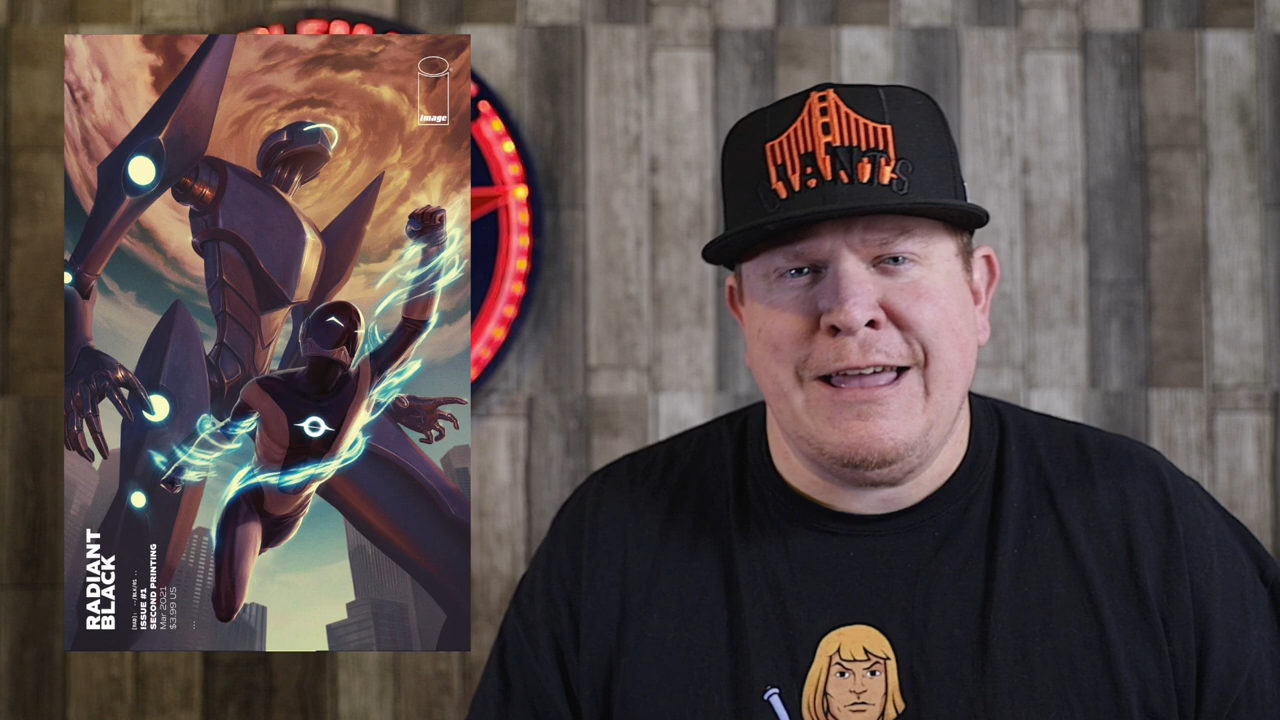 image
RADIANT
BLACK
ISSUE #1
SECOND PRINTING
Mar 2021
$3.99 US
GIANTS